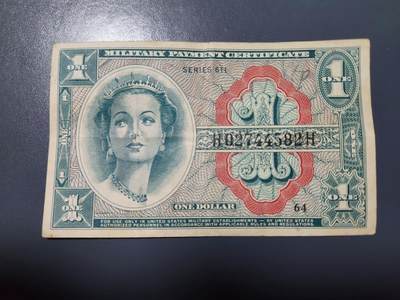 MILITARY PAYMENT CERTIFICATE
SERIES 611
1
ONE
1
ONE
1
H02744582H
1
ONE
1
ONE
ONE DOLLAR
64
FOR USE ONLY IN UNITED STATES MILITARY ESTABLISHMENTS - BY UNITED STATES
AUTHORIZED PERSONNEL IN ACCORDANCE WITH APPLICABLE RULES AND REGULATIONS